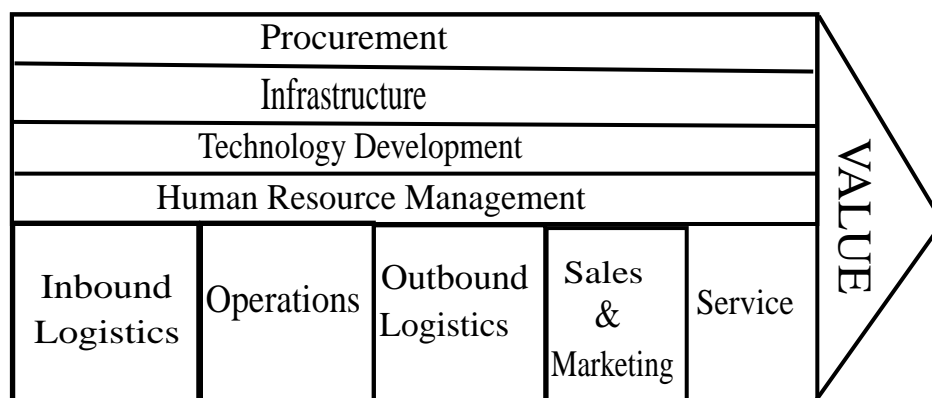 Procurement
Infrastructure
Technology Development
Human Resource Management
Inbound
Logistics
Operations
Outbound
Logistics
Sales
&
Marketing
Service
VALUE